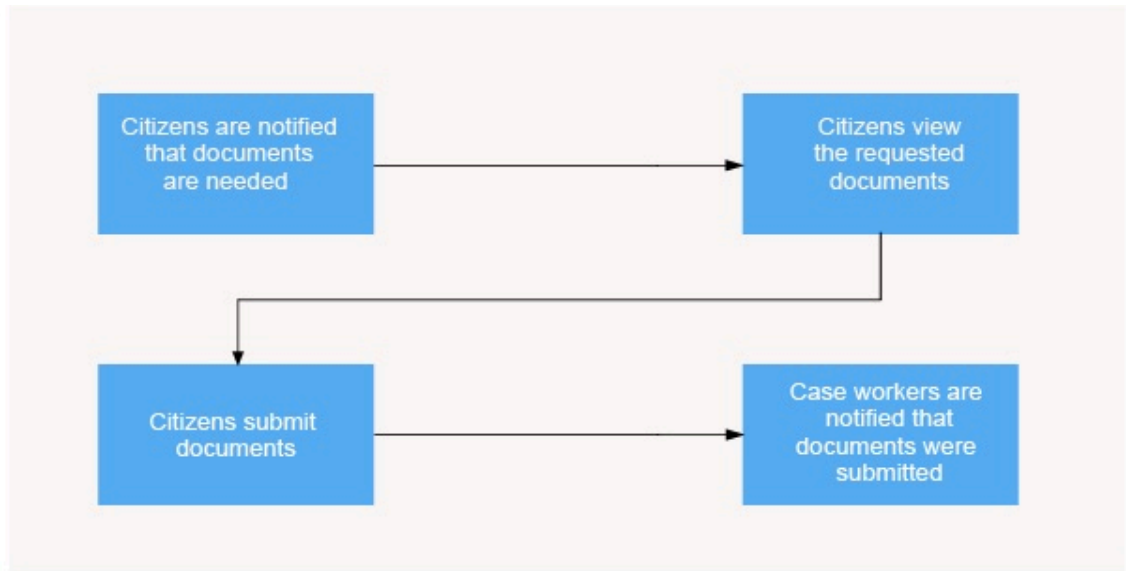 Citizens are notified
that documents
are needed
Citizens view
the requested
documents
Citizens submit
documents
Case workers are
notified that
documents were
submitted